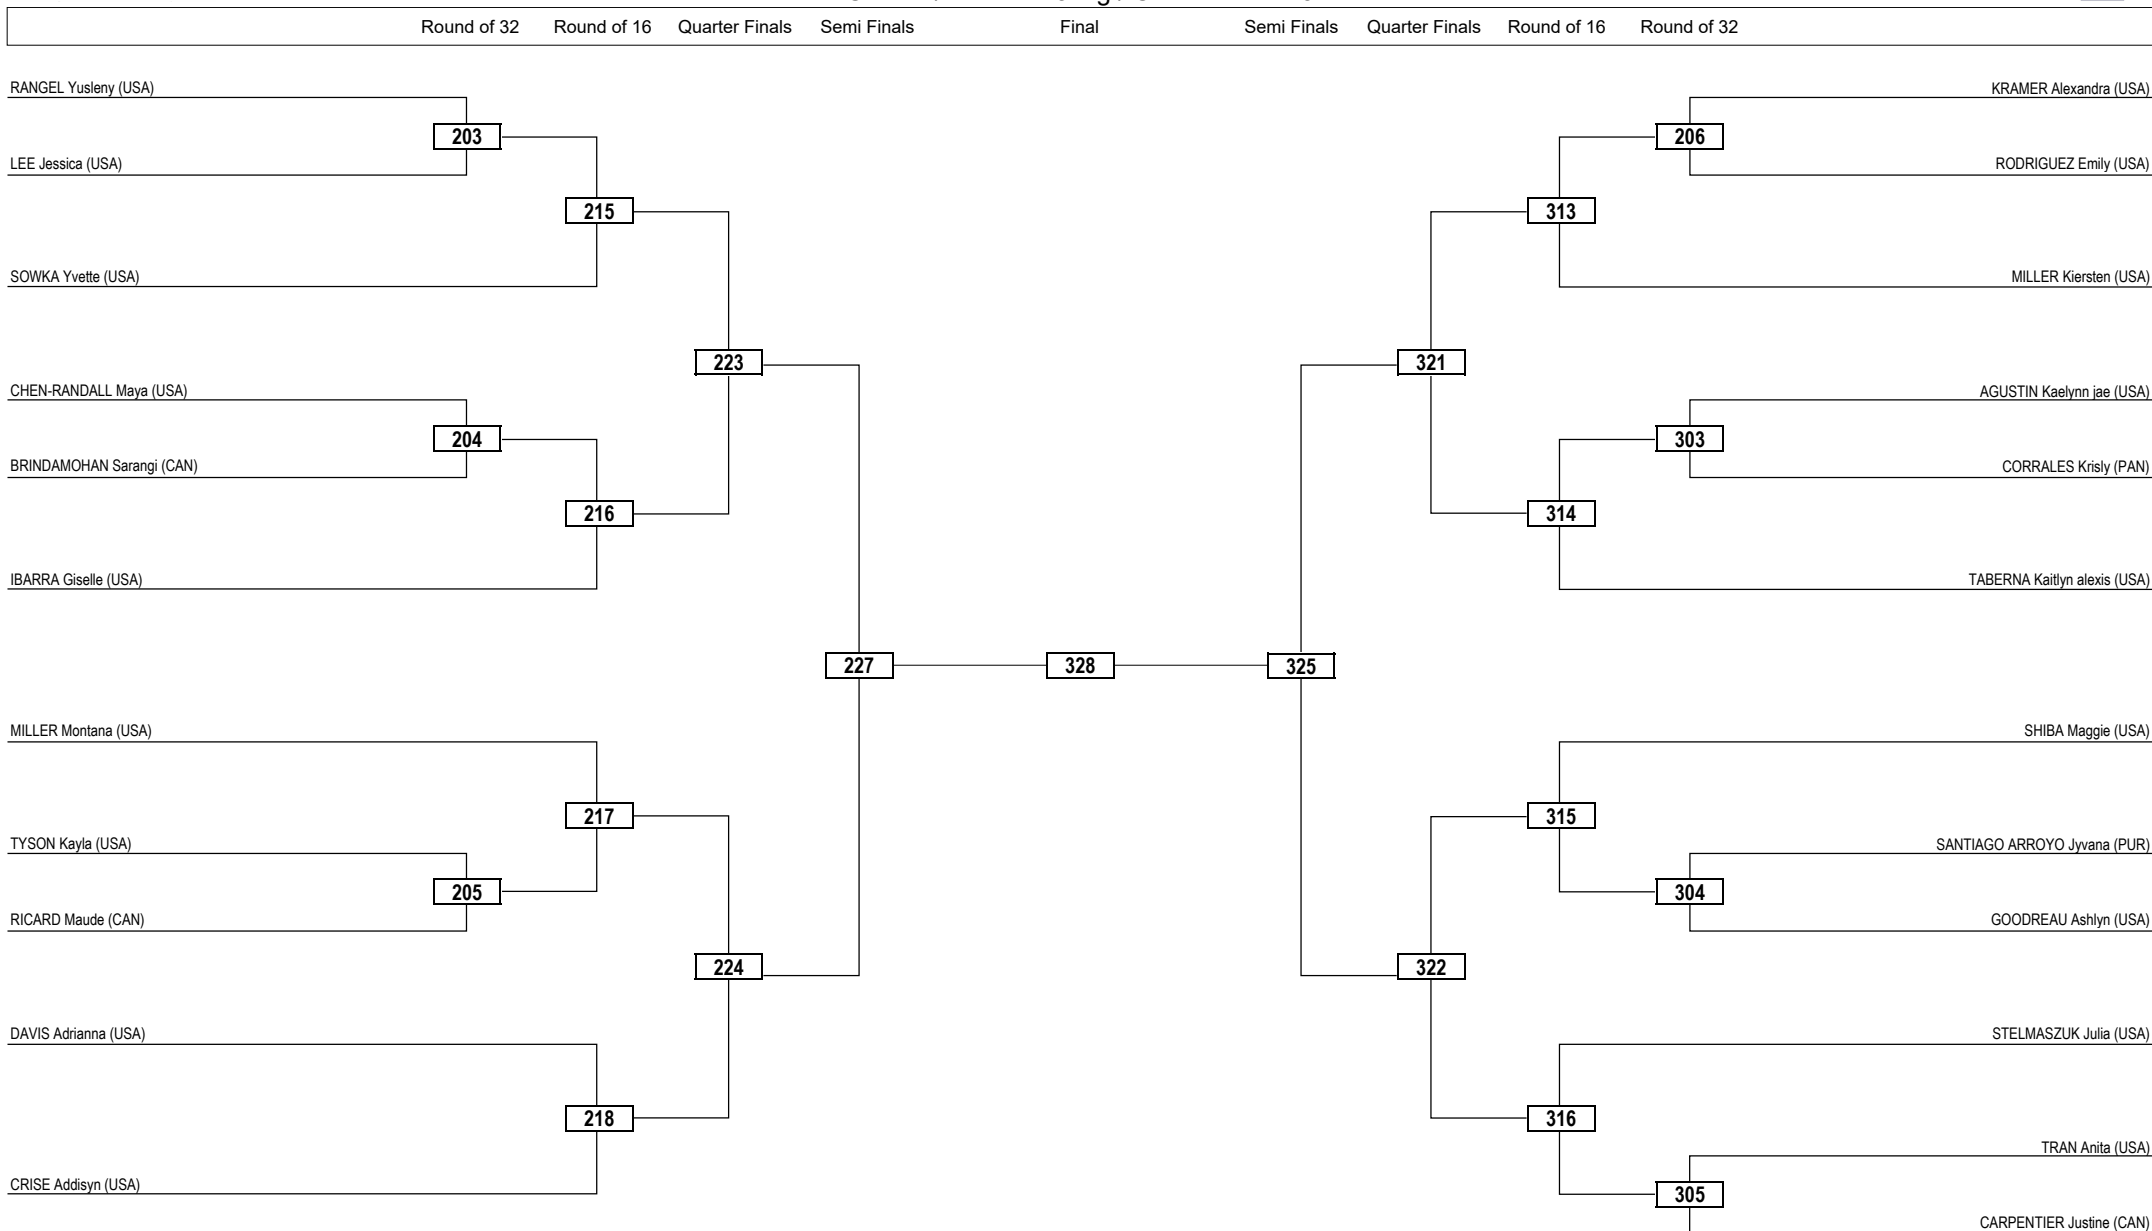 Round of 32 Round of 16 Quarter Finals Semi Finals Final Semi Finals Quarter Finals Round of 16 Round of 32
RANGEL Yusleny (USA) KRAMER Alexandra (USA)
203 206
LEE Jessica (USA) RODRIGUEZ Emily (USA)
215 313
SOWKA Yvette (USA) MILLER Kiersten (USA)
223 321
CHEN-RANDALL Maya (USA) AGUSTIN Kaelynn jae (USA)
204 303
BRINDAMOHAN Sarangi (CAN) CORRALES Krisly (PAN)
216 314
IBARRA Giselle (USA) TABERNA Kaitlyn alexis (USA)
227 328 325
MILLER Montana (USA) SHIBA Maggie (USA)
217 315
TYSON Kayla (USA) SANTIAGO ARROYO Jyvana (PUR)
205 304
RICARD Maude (CAN) GOODREAU Ashlyn (USA)
224 322
DAVIS Adrianna (USA) STELMASZUK Julia (USA)
218 316
TRAN Anita (USA)
CRISE Addisyn (USA) 305
CARPENTIER Justine (CAN)